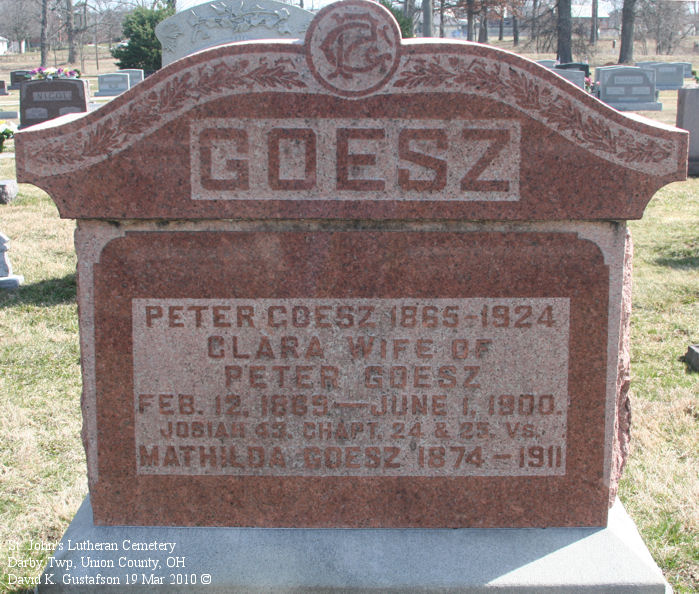 NICOL
GOESZ
PETER GOESZ 1865-1924
CLARA WIFE OF
PETER GOESZ
FEB. 12, 1869—JUNE 1, 1900.
JOSIAH 43. CHAPT. 24 & 25. Vs.
MATHILDA GOESZ 1874-1911
St. John's Lutheran Cemetery
Darby Twp, Union County, OH
David K. Gustafson 19 Mar 2010 ©